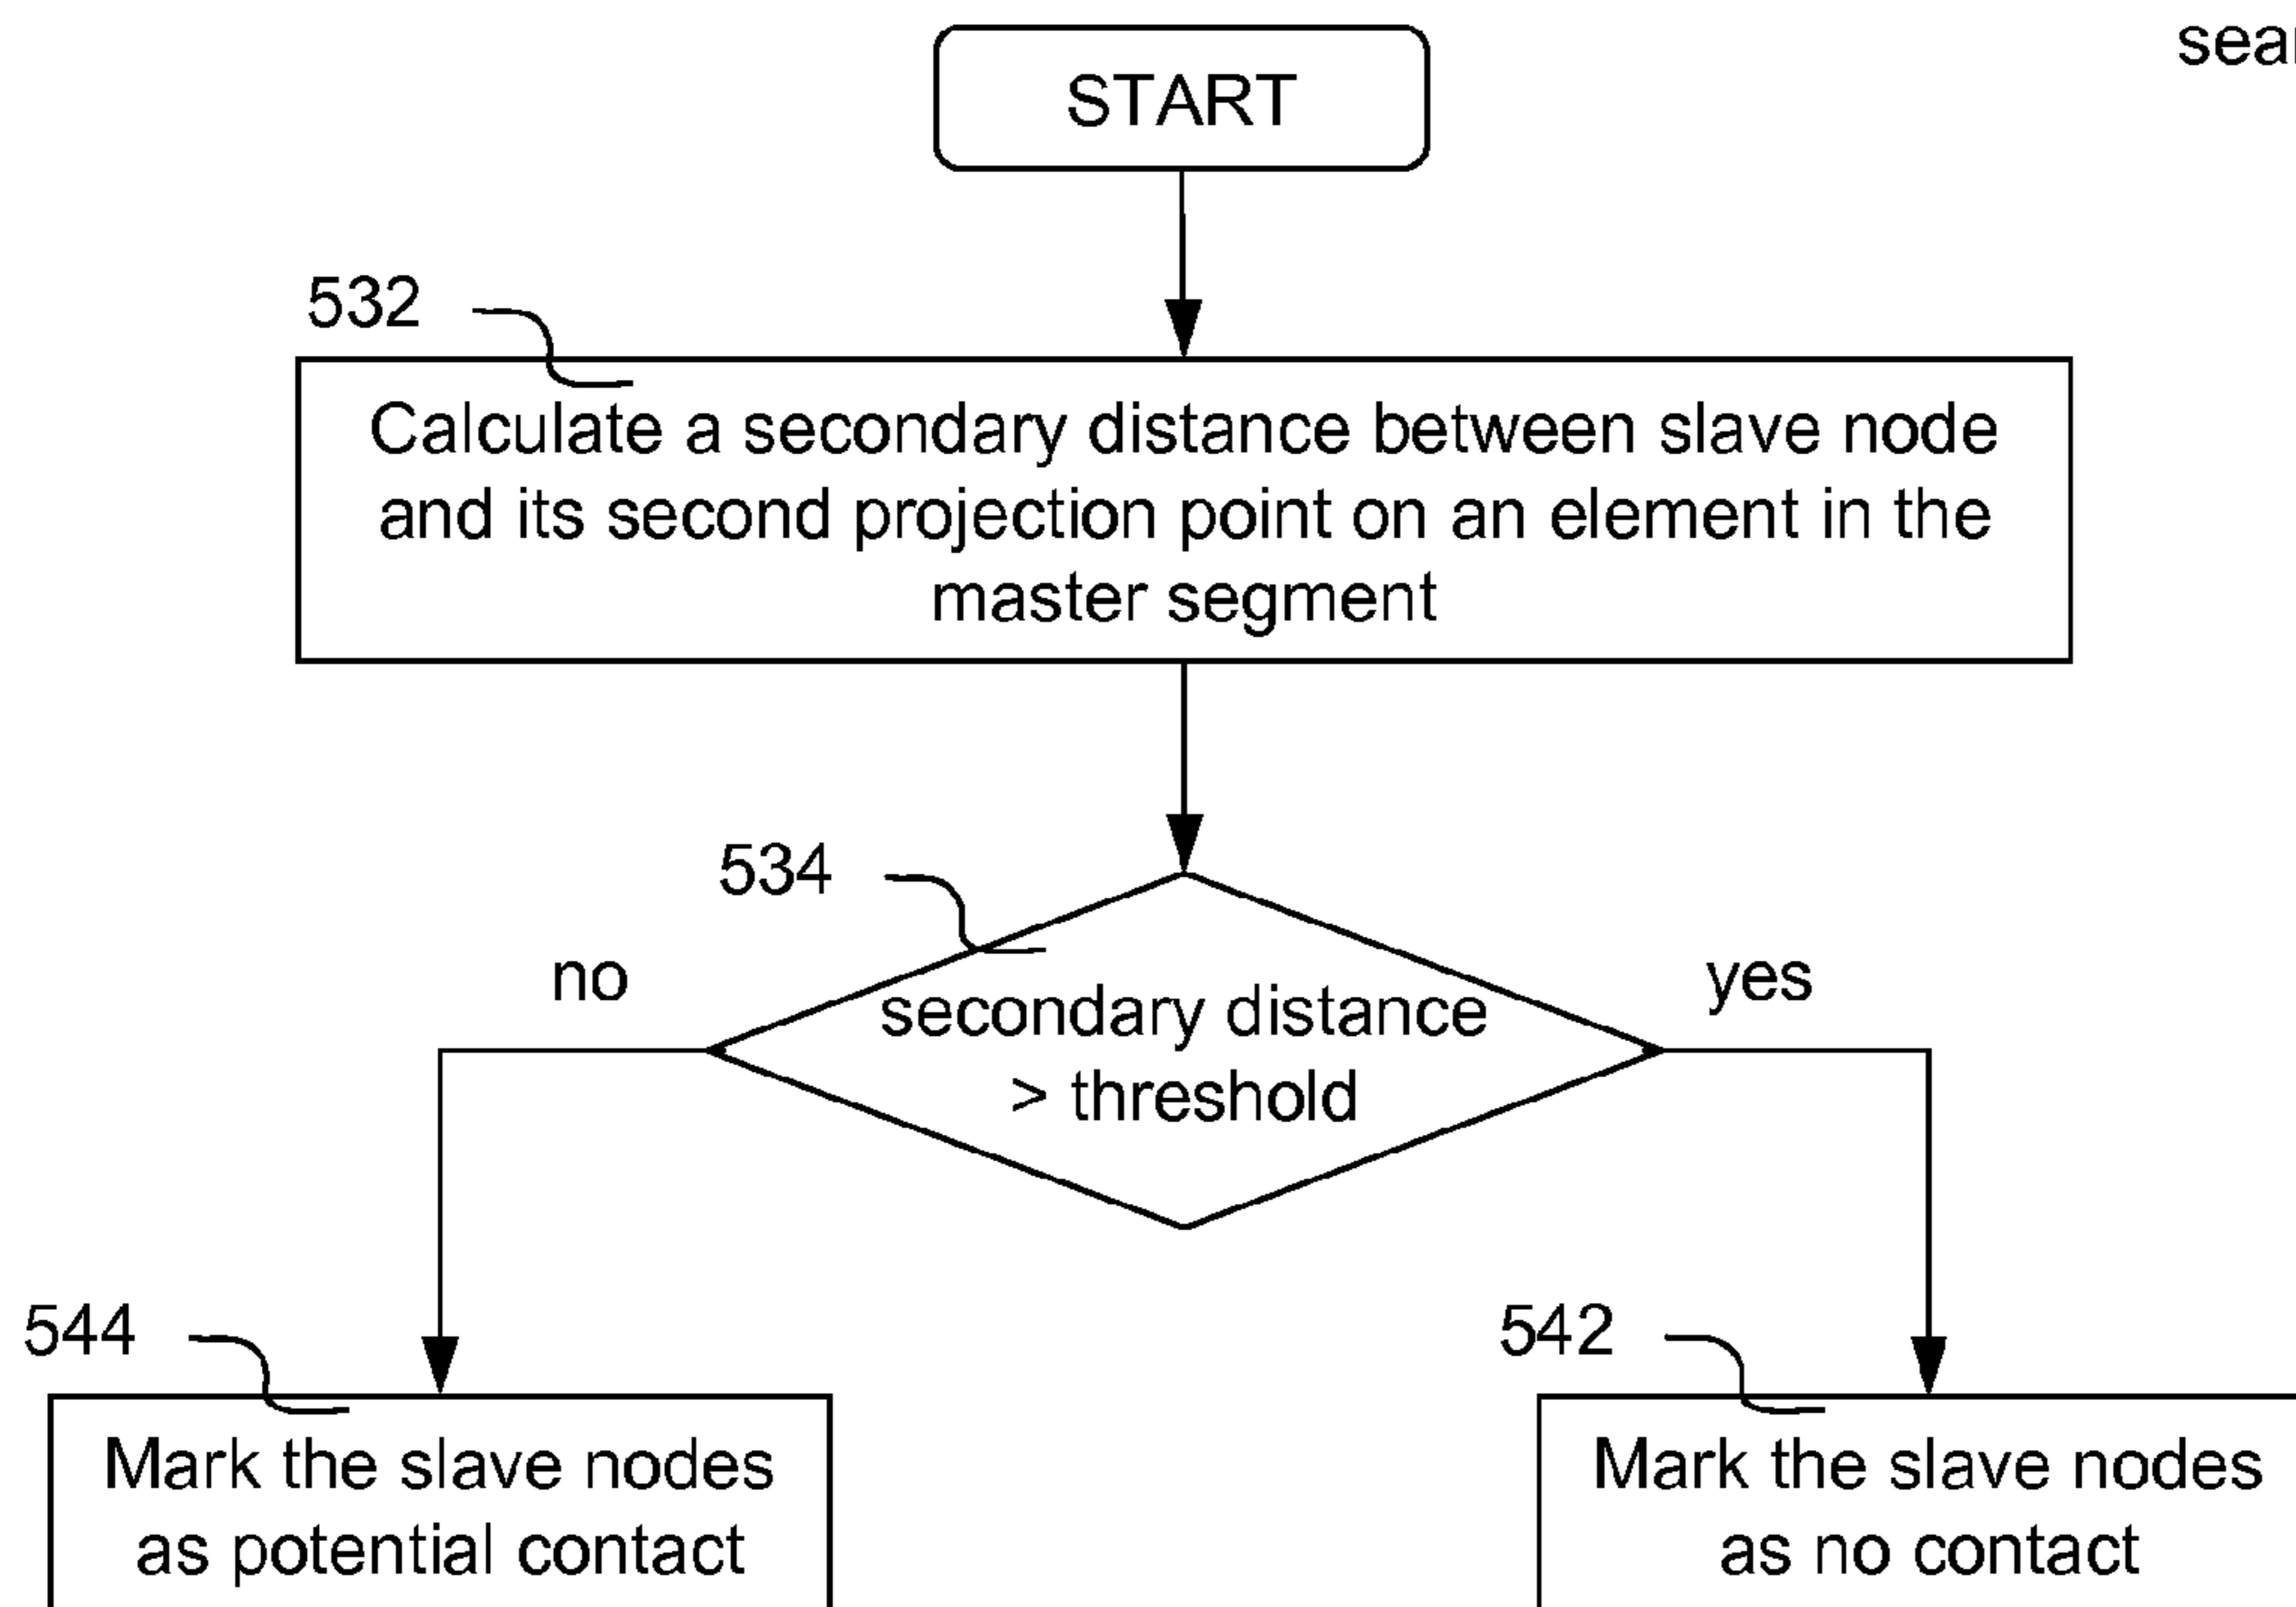 START
532
Calculate a secondary distance between slave node
and its second projection point on an element in the
master segment
534
no
secondary distance
> threshold
yes
544
Mark the slave nodes
as potential contact
542
Mark the slave nodes
as no contact